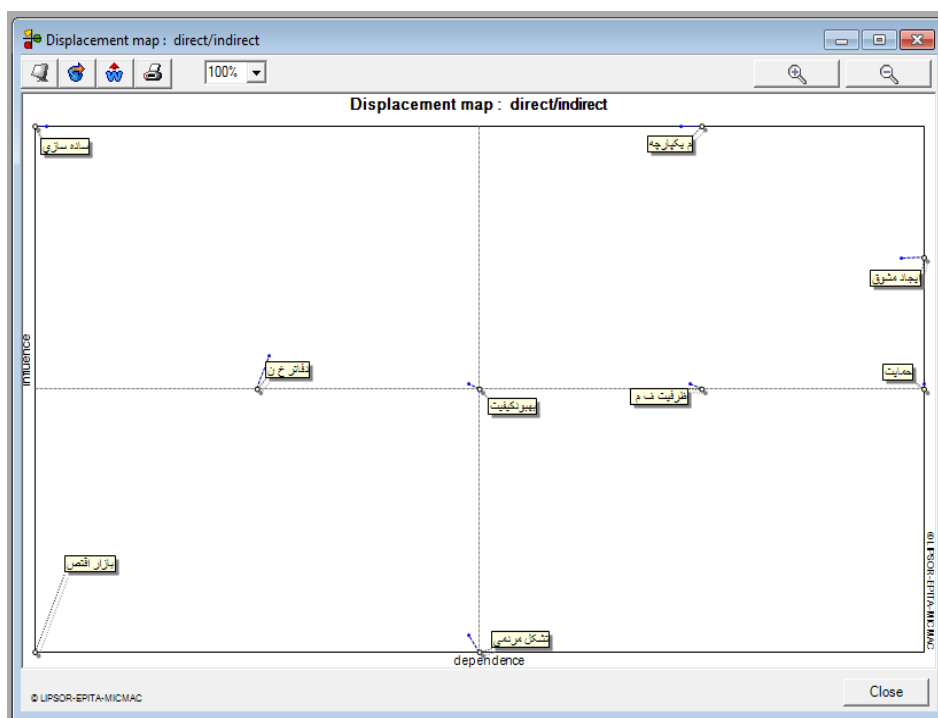 Displacement map : direct/indirect
100%
Displacement map : direct/indirect
ساده سازي
م یکپارچه
ایجاد مشوق
influence
دفاتر خ ن
حمایت
ظرفیت ف م
بهبودکیفیت
بازار اقتص
تشکل مردمی
dependence
© LIPSOR-EPITA-MICMAC
© LIPSOR-EPITA-MICMAC
Close